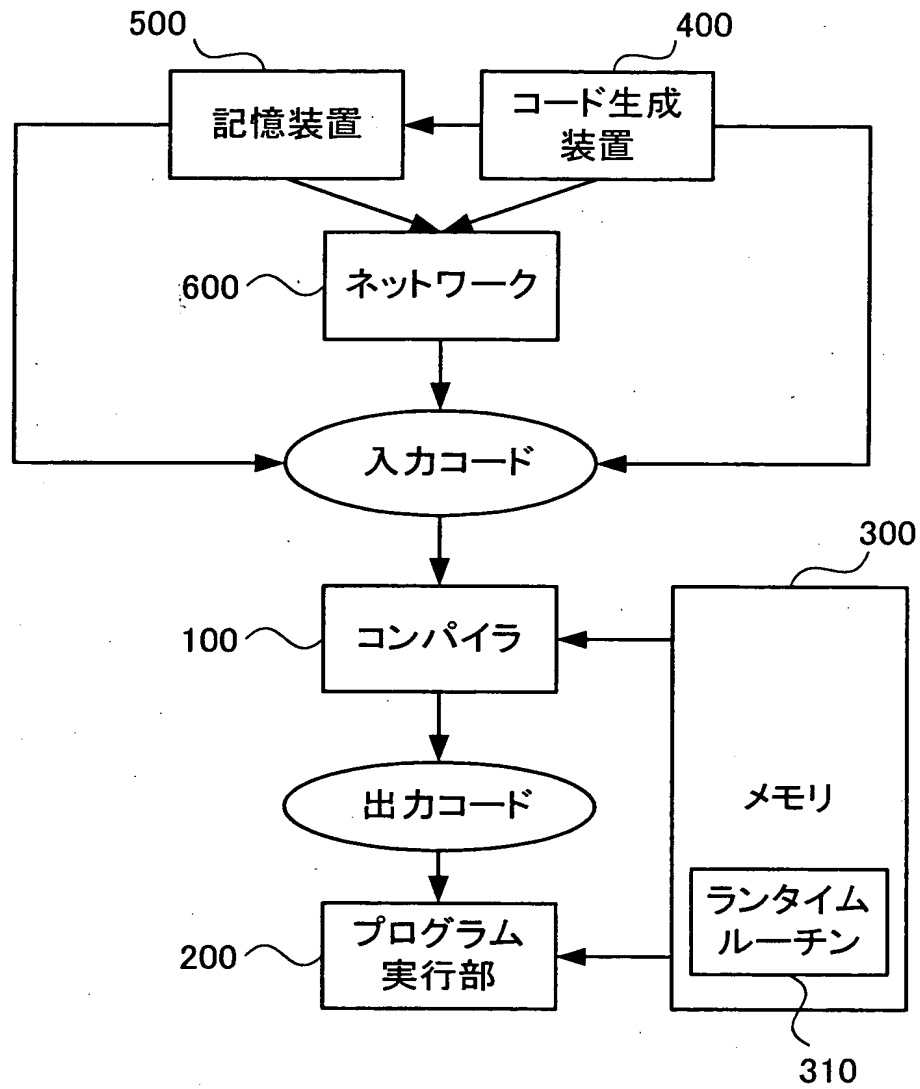 500
400
記憶装置
コード生成
装置
600
ネットワーク
入力コード
300
100
コンパイラ
メモリ
出力コード
ランタイム
ルーチン
200
プログラム
実行部
310